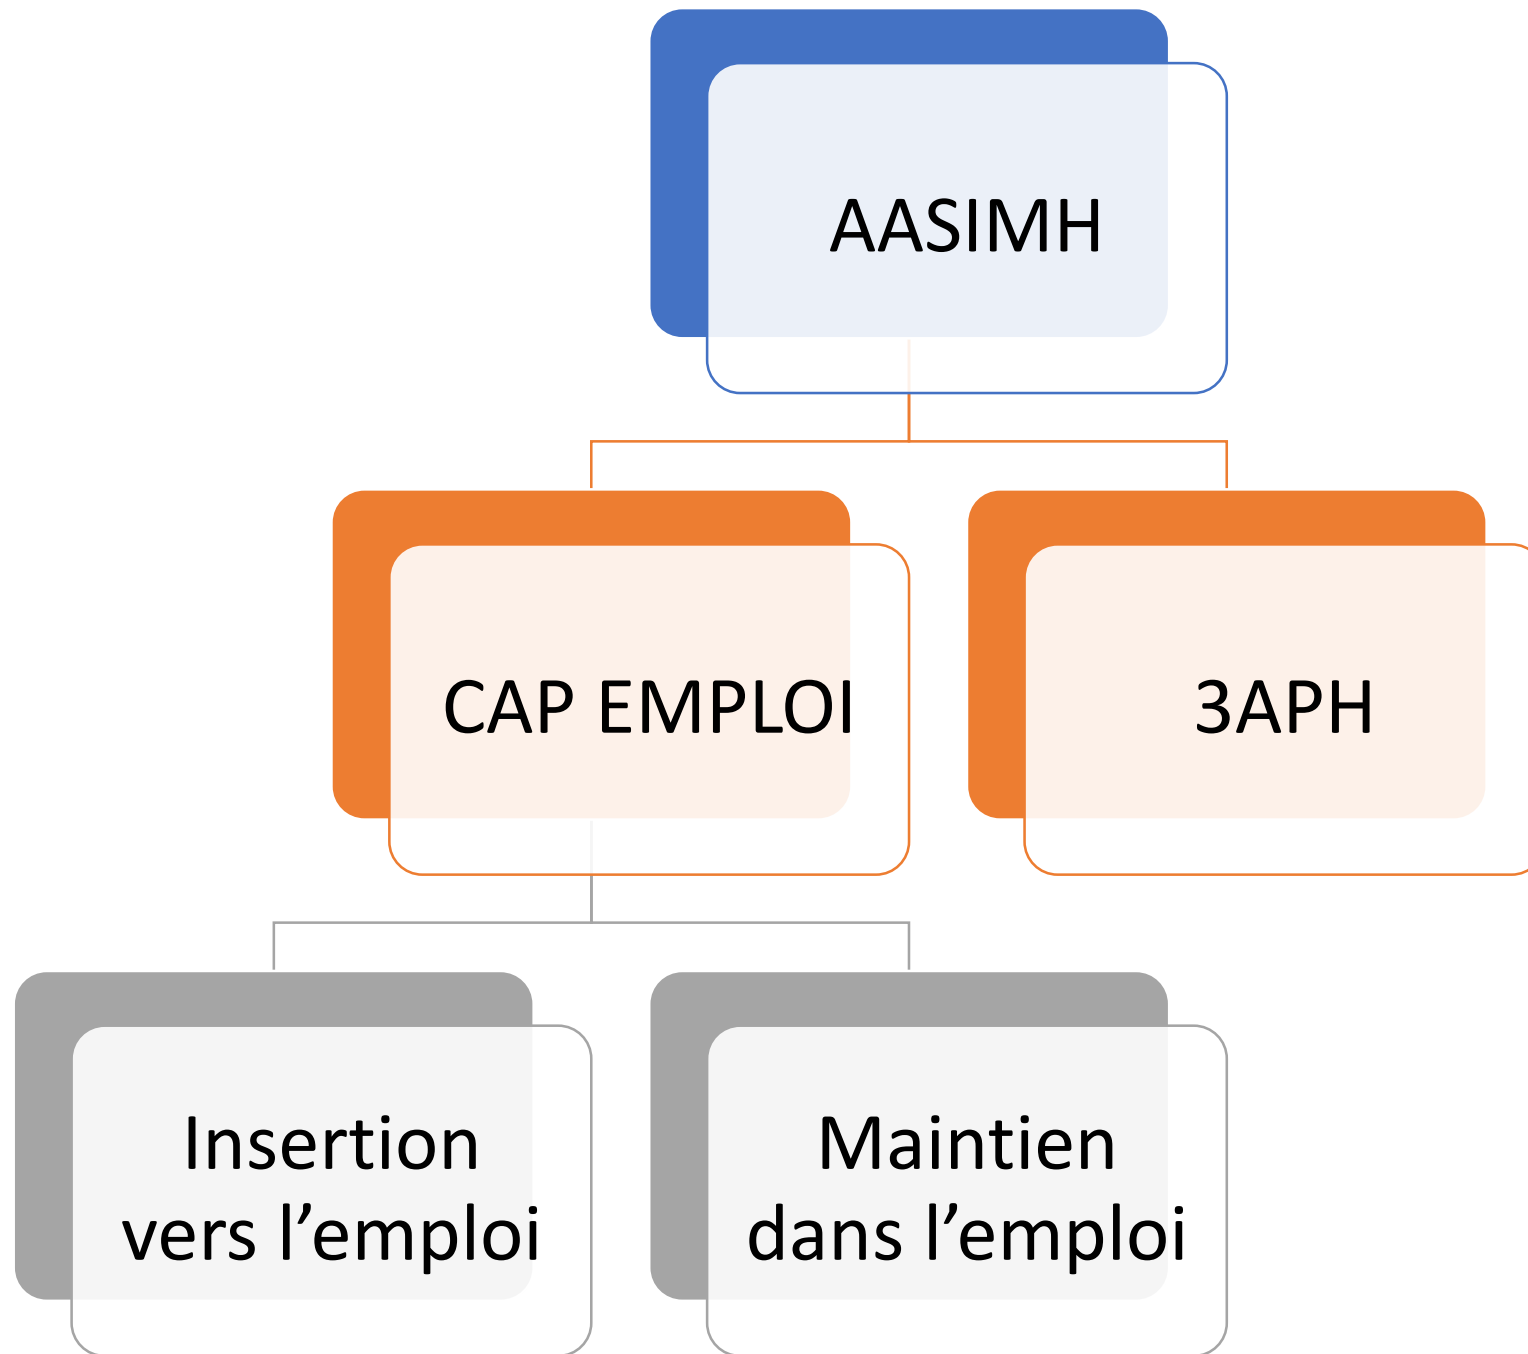 AASIMH
CAP EMPLOI
3APH
Insertion
vers l’emploi
Maintien
dans l’emploi